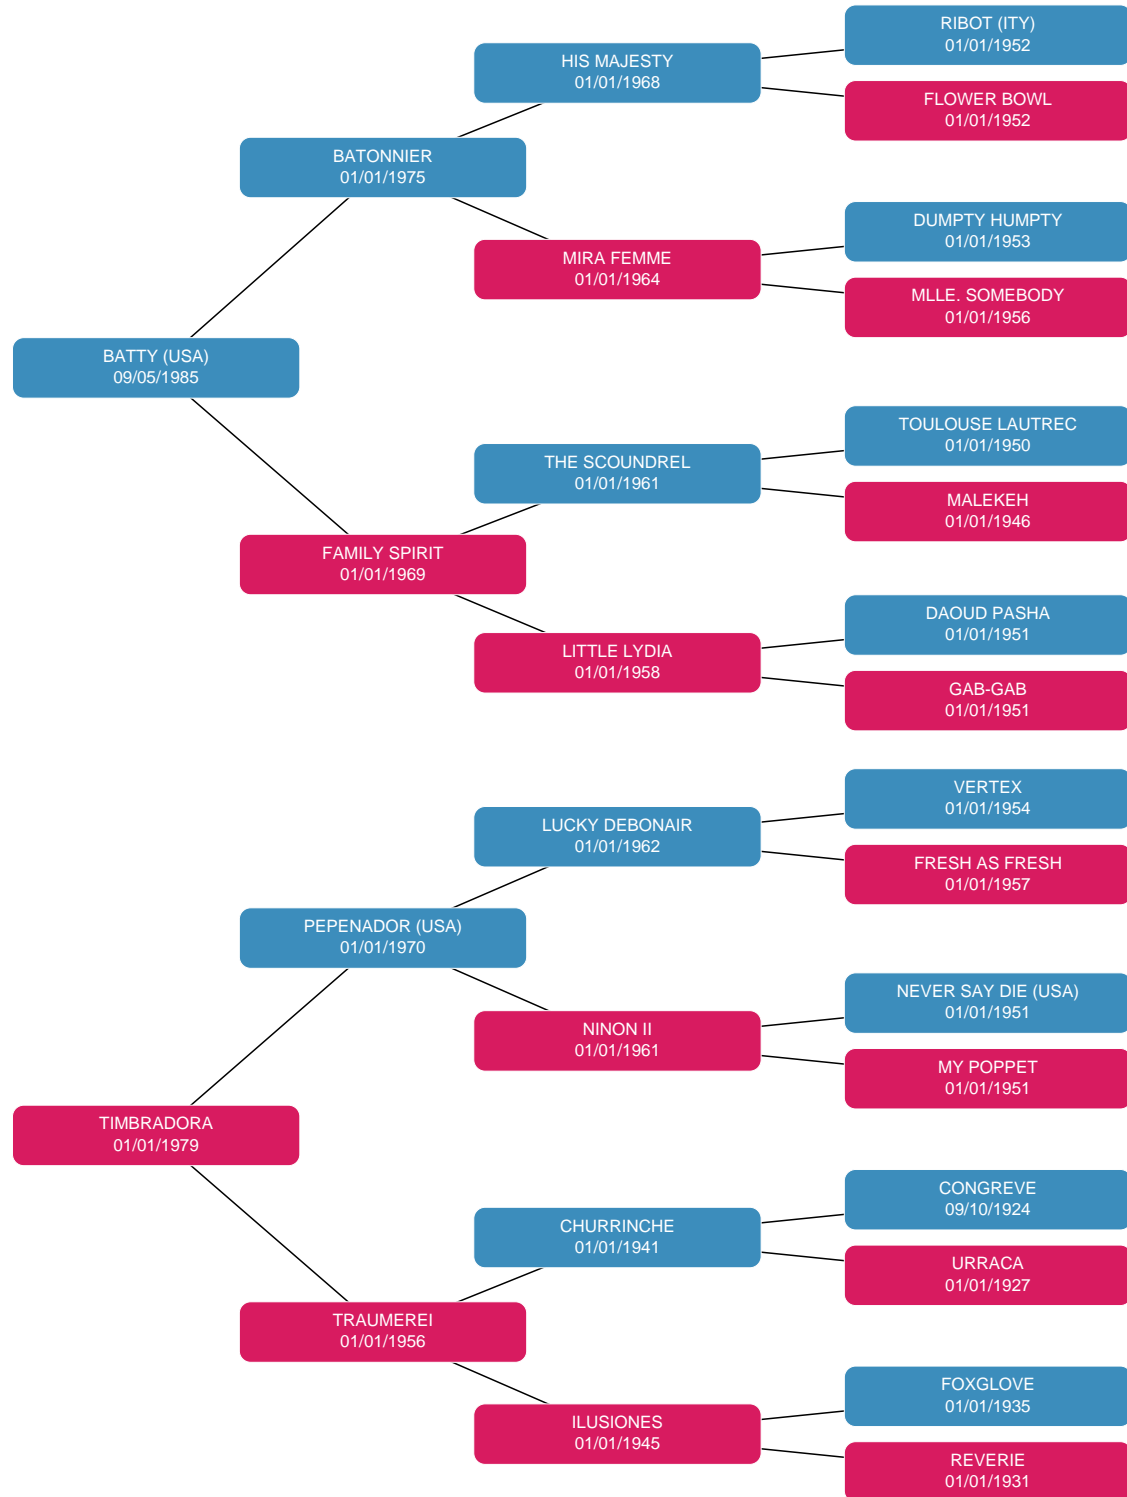 RIBOT (ITY)
01/01/1952
HIS MAJESTY
01/01/1968
FLOWER BOWL
01/01/1952
BATONNIER
01/01/1975
DUMPTY HUMPTY
01/01/1953
MIRA FEMME
01/01/1964
MLLE. SOMEBODY
01/01/1956
BATTY (USA)
09/05/1985
TOULOUSE LAUTREC
01/01/1950
THE SCOUNDREL
01/01/1961
MALEKEH
01/01/1946
FAMILY SPIRIT
01/01/1969
DAOUD PASHA
01/01/1951
LITTLE LYDIA
01/01/1958
GAB-GAB
01/01/1951
VERTEX
01/01/1954
LUCKY DEBONAIR
01/01/1962
FRESH AS FRESH
01/01/1957
PEPENADOR (USA)
01/01/1970
NEVER SAY DIE (USA)
01/01/1951
NINON II
01/01/1961
MY POPPET
01/01/1951
TIMBRADORA
01/01/1979
CONGREVE
09/10/1924
CHURRINCHE
01/01/1941
URRACA
01/01/1927
TRAUMEREI
01/01/1956
FOXGLOVE
01/01/1935
ILUSIONES
01/01/1945
REVERIE
01/01/1931